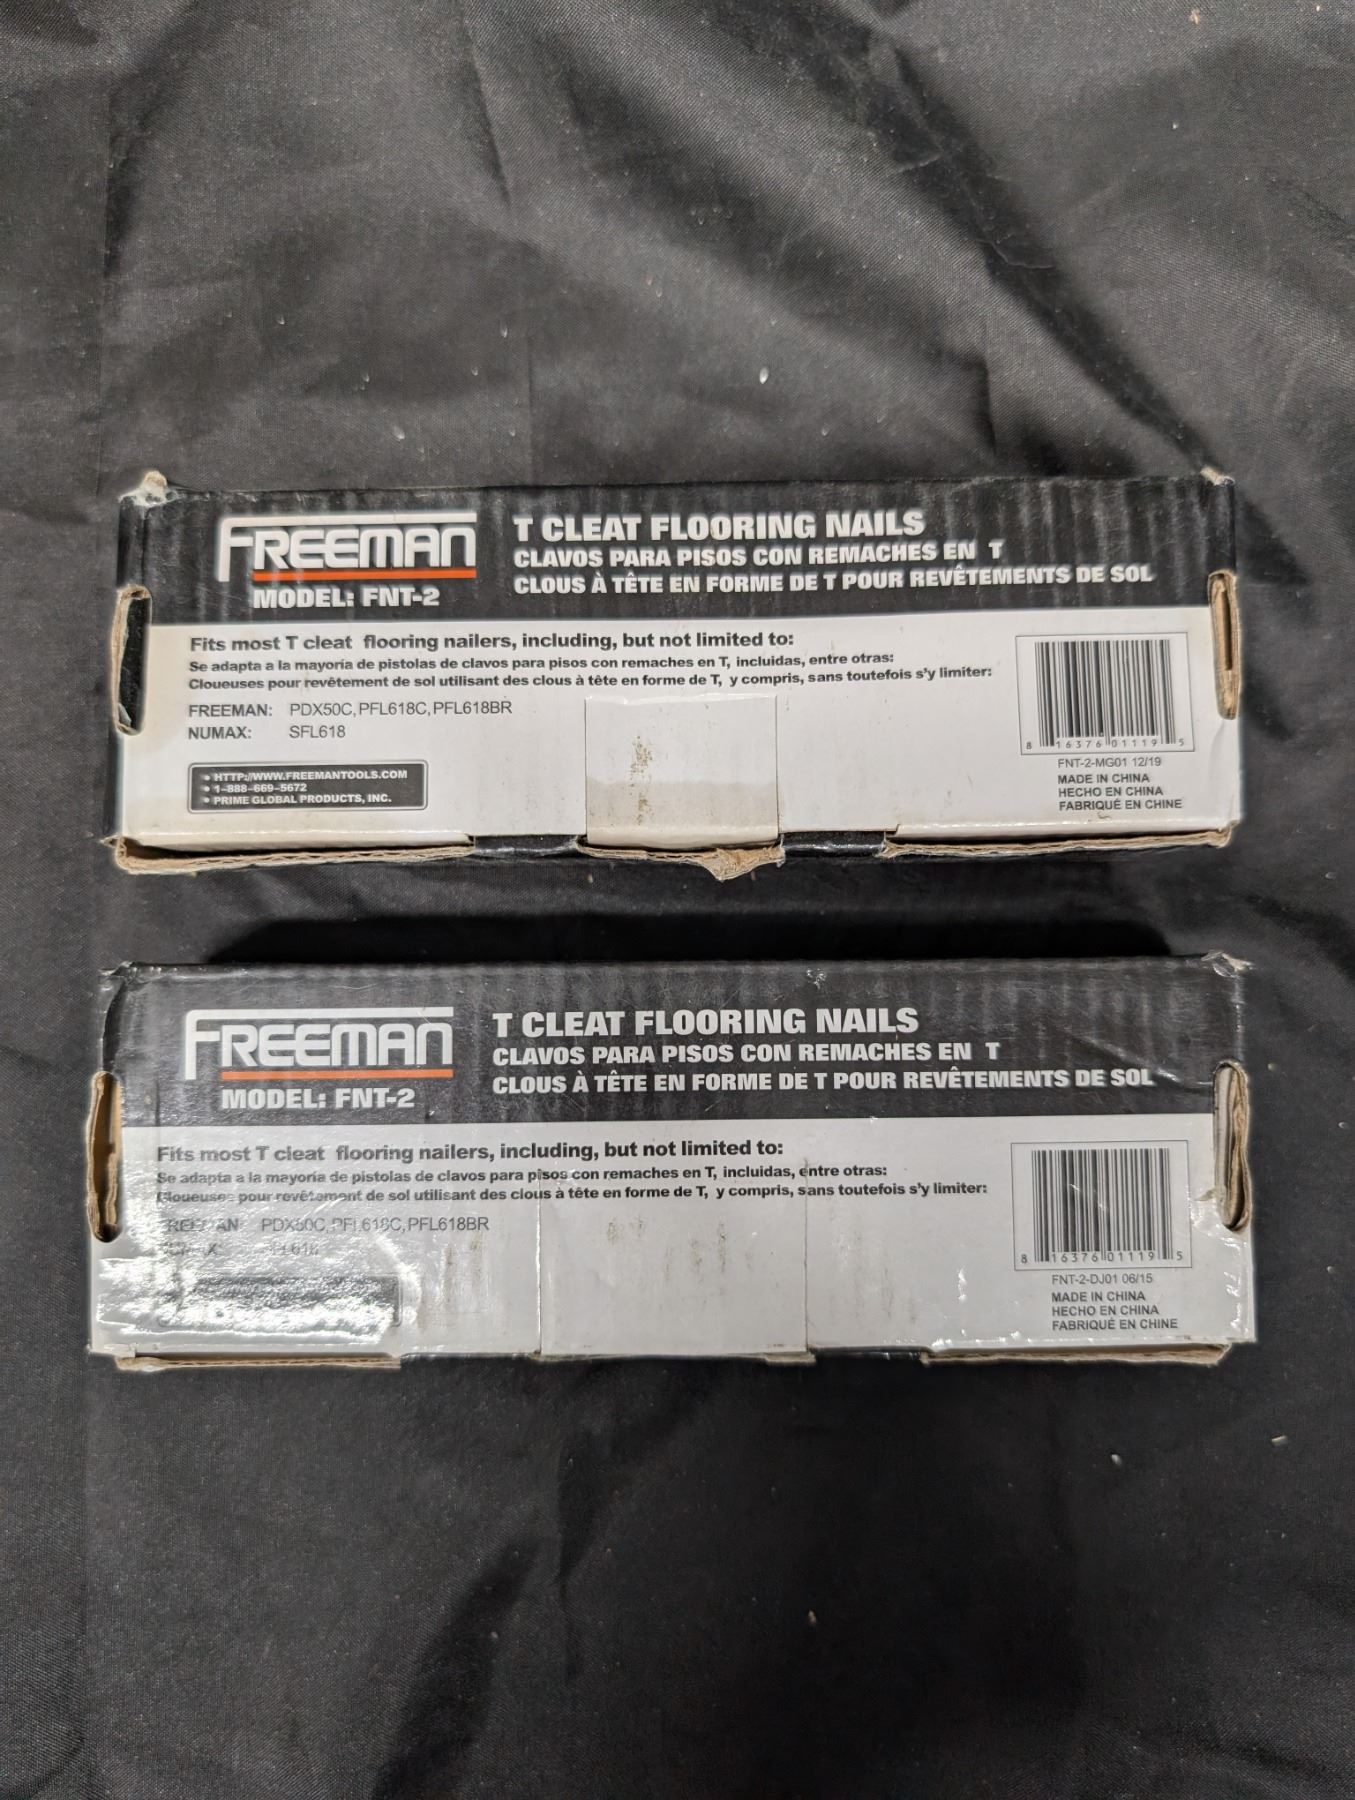 FREEMAN
MODEL: FNT-2
T CLEAT FLOORING NAILS
CLAVOS PARA PISOS CON REMACHES EN T
CLOUS À TÊTE EN FORME DE T POUR REVÊTEMENTS DE SOL
Fits most T cleat flooring nailers, including, but not limited to:
Se adapta a la mayoría de pistolas de clavos para pisos con remaches en T, incluidas, entre otras:
Cloueuses pour revêtement de sol utilisant des clous à tête en forme de T, y compris, sans toutefois s'y limiter:
FREEMAN: PDX50C, PFL618C, PFL618BR
NUMAX: SFL618
• HTTP://WWW.FREEMANTOOLS.COM
• 1-888-669-5672
• PRIME GLOBAL PRODUCTS, INC.
8 16376 01119 5
FNT-2-MG01 12/19
MADE IN CHINA
HECHO EN CHINA
FABRIQUÉ EN CHINE
FREEMAN
MODEL: FNT-2
T CLEAT FLOORING NAILS
CLAVOS PARA PISOS CON REMACHES EN T
CLOUS À TÊTE EN FORME DE T POUR REVÊTEMENTS DE SOL
Fits most T cleat flooring nailers, including, but not limited to:
Se adapta a la mayoría de pistolas de clavos para pisos con remaches en T, incluidas, entre otras:
Cloueuses pour revêtement de sol utilisant des clous à tête en forme de T, y compris, sans toutefois s'y limiter:
PDX50C, PFL618C, PFL618BR
8 16376 01119 5
FNT-2-DJ01 06/15
MADE IN CHINA
HECHO EN CHINA
FABRIQUÉ EN CHINE